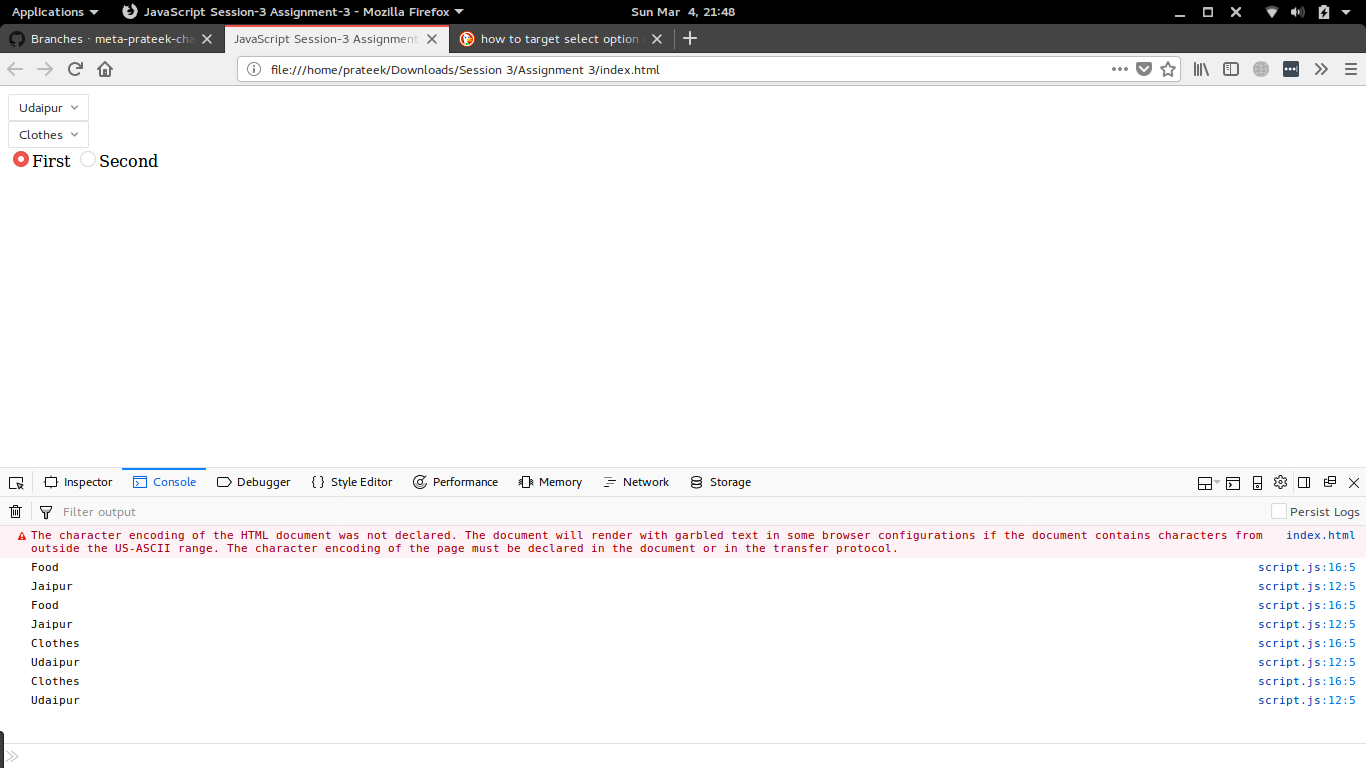 Applications JavaScript Session-3 Assignment-3 - Mozilla Firefox Sun Mar 4, 21:48
Branches · meta-prateek-cha JavaScript Session-3 Assignment how to target select option
file:///home/prateek/Downloads/Session 3/Assignment 3/index.html
Udaipur
Clothes
First Second
Inspector Console Debugger {} Style Editor Performance Memory Network Storage
Filter output Persist Logs
The character encoding of the HTML document was not declared. The document will render with garbled text in some browser configurations if the document contains characters from index.html
outside the US-ASCII range. The character encoding of the page must be declared in the document or in the transfer protocol.
Food script.js:16:5
Jaipur script.js:12:5
Food script.js:16:5
Jaipur script.js:12:5
Clothes script.js:16:5
Udaipur script.js:12:5
Clothes script.js:16:5
Udaipur script.js:12:5